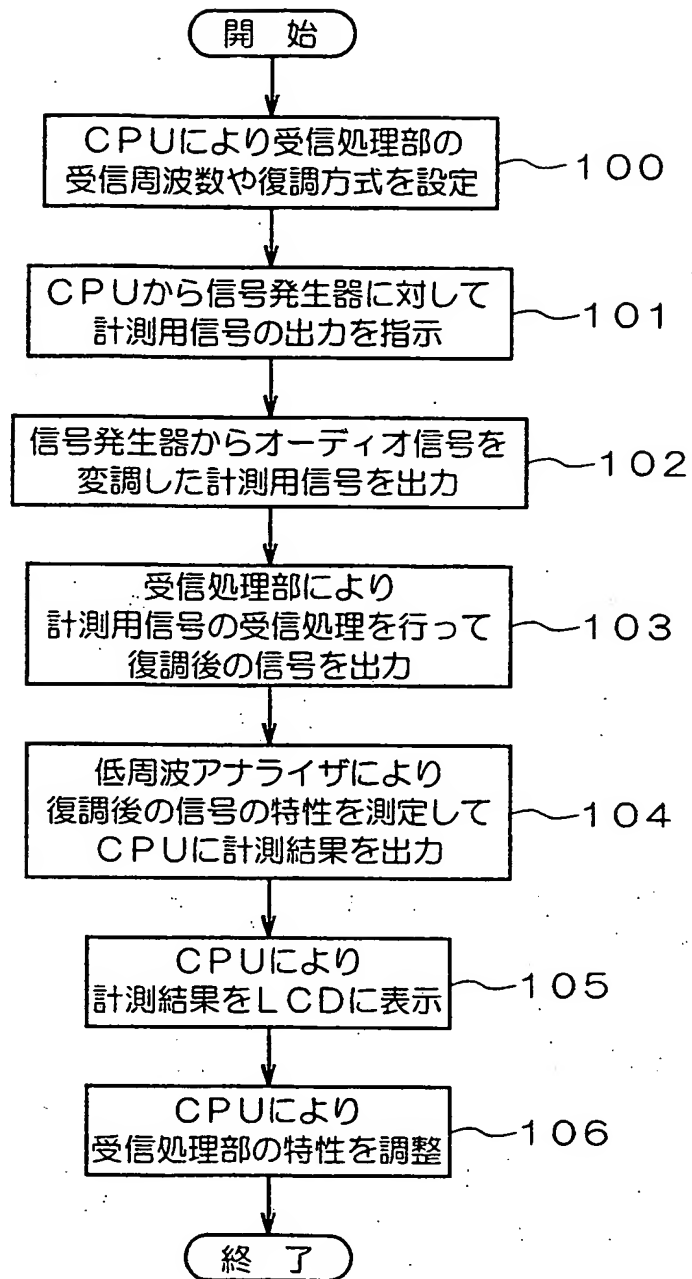 開 始
CPUにより受信処理部の
受信周波数や復調方式を設定
100
CPUから信号発生器に対して
計測用信号の出力を指示
101
信号発生器からオーディオ信号を
変調した計測用信号を出力
102
受信処理部により
計測用信号の受信処理を行って
復調後の信号を出力
103
低周波アナライザにより
復調後の信号の特性を測定して
CPUに計測結果を出力
104
CPUにより
計測結果をLCDに表示
105
CPUにより
受信処理部の特性を調整
106
終 了